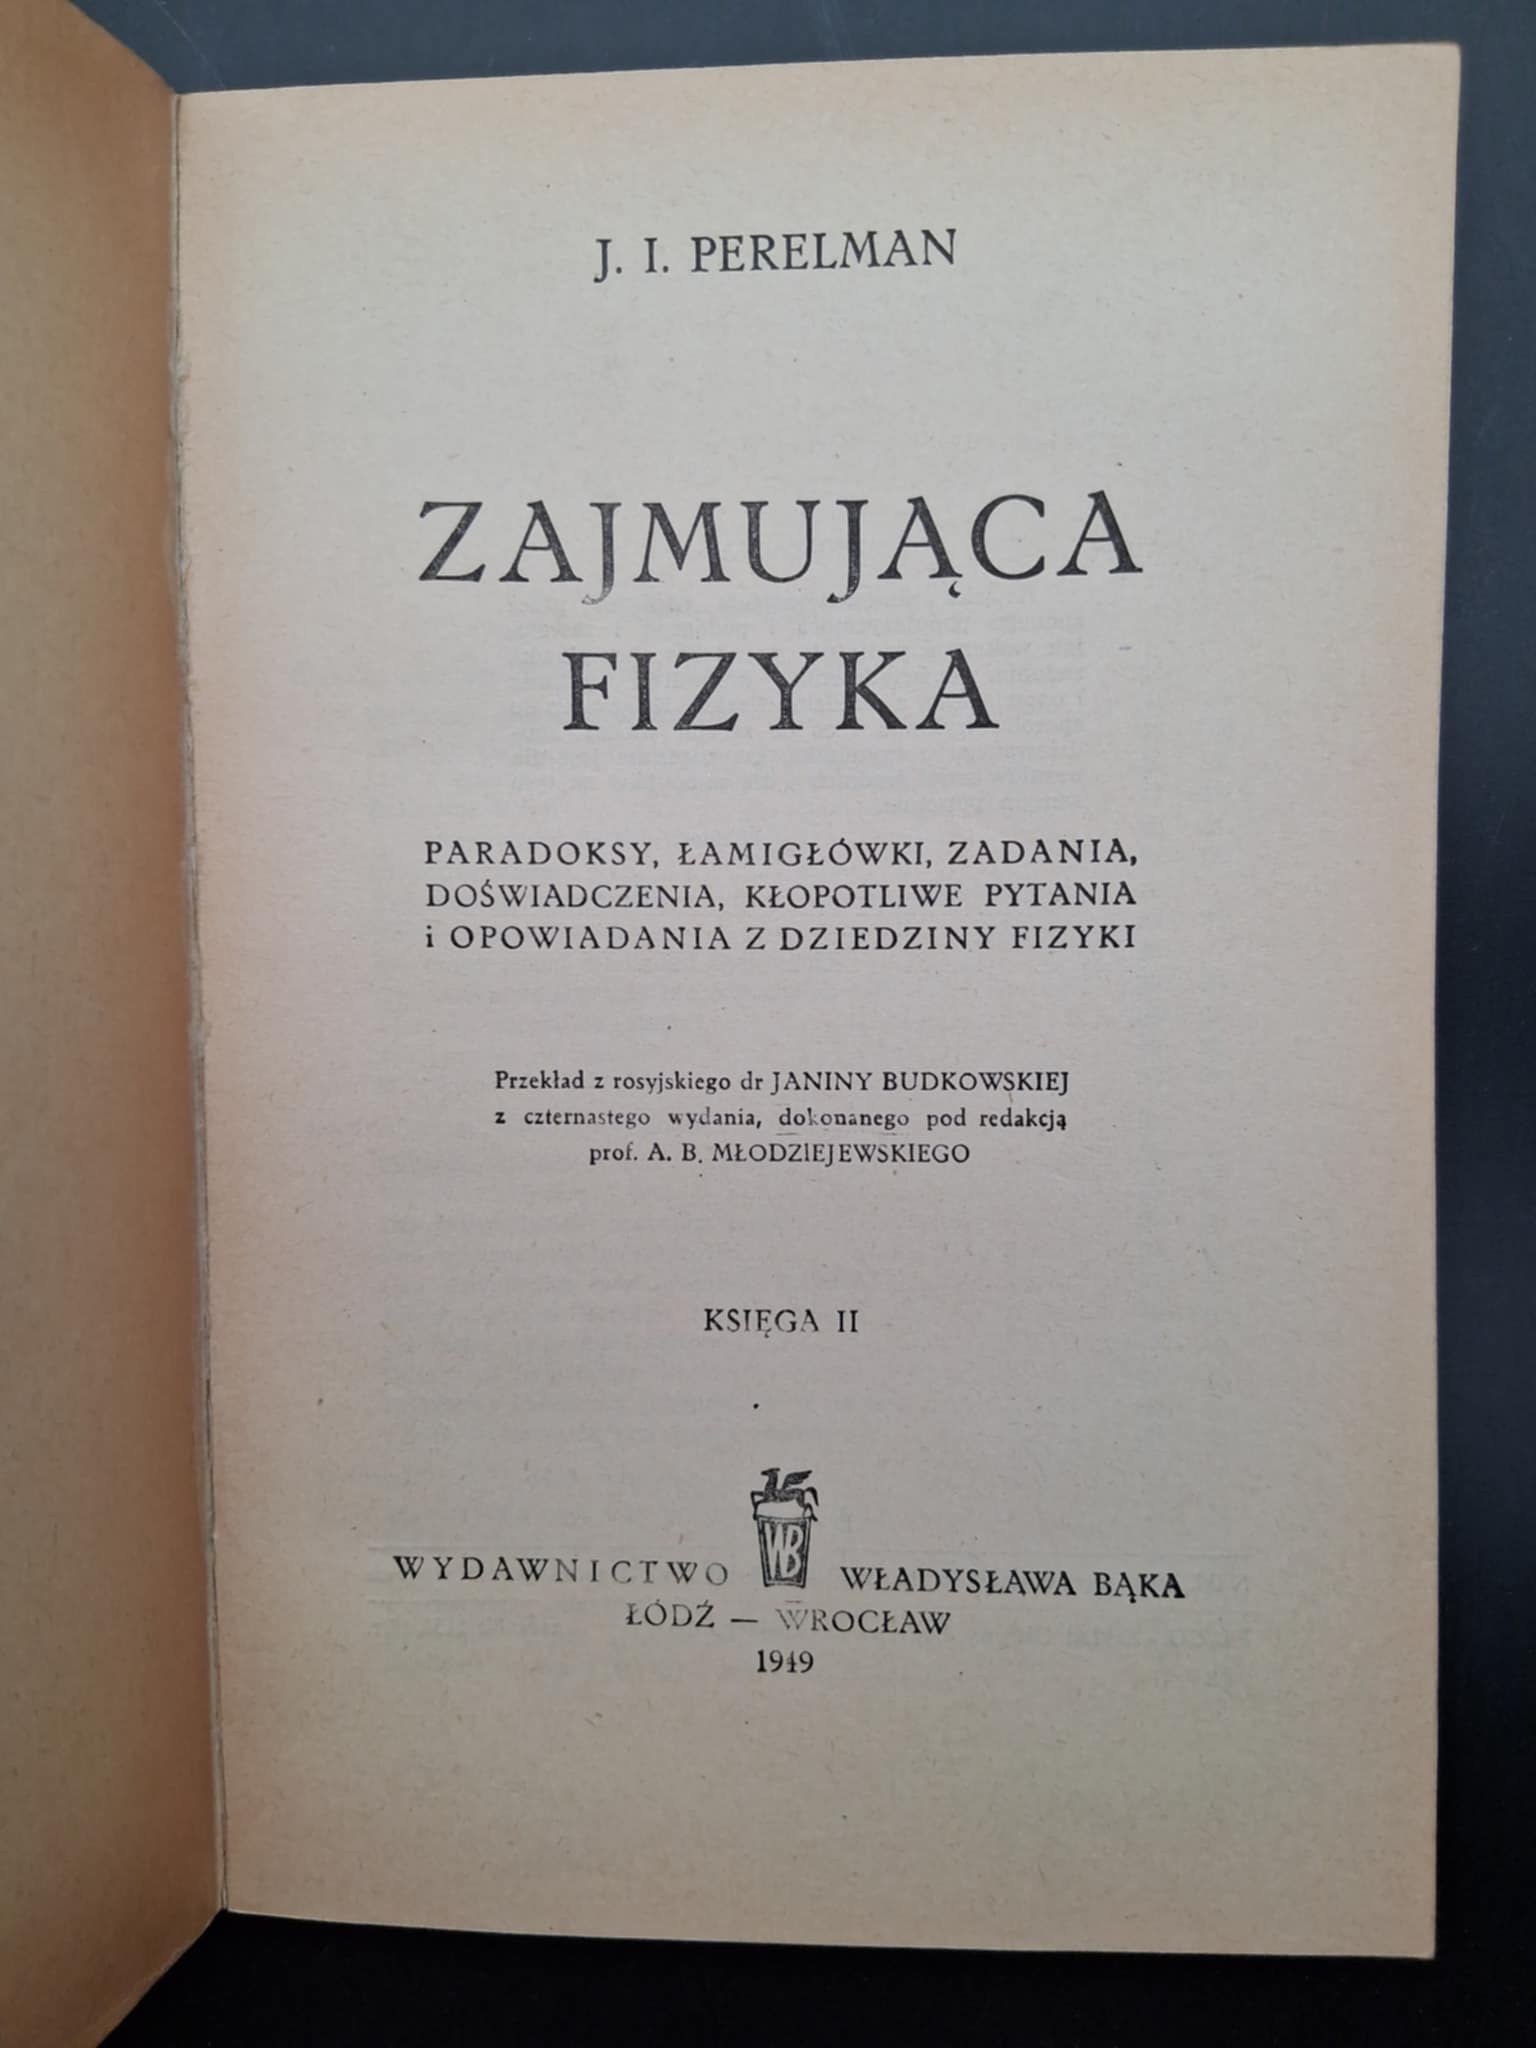 J. I. PERELMAN
ZAJMUJĄCA
FIZYKA
PARADOKSY, ŁAMIGŁÓWKI, ZADANIA,
DOŚWIADCZENIA, KŁOPOTLIWE PYTANIA
i OPOWIADANIA Z DZIEDZINY FIZYKI
Przekład z rosyjskiego dr JANINY BUDKOWSKIEJ
z czternastego wydania, dokonanego pod redakcją
prof. A. B. MŁODZIEJEWSKIEGO
KSIĘGA II
WB
WYDAWNICTWO WŁADYSŁAWA BĄKA
ŁÓDŹ — WROCŁAW
1949